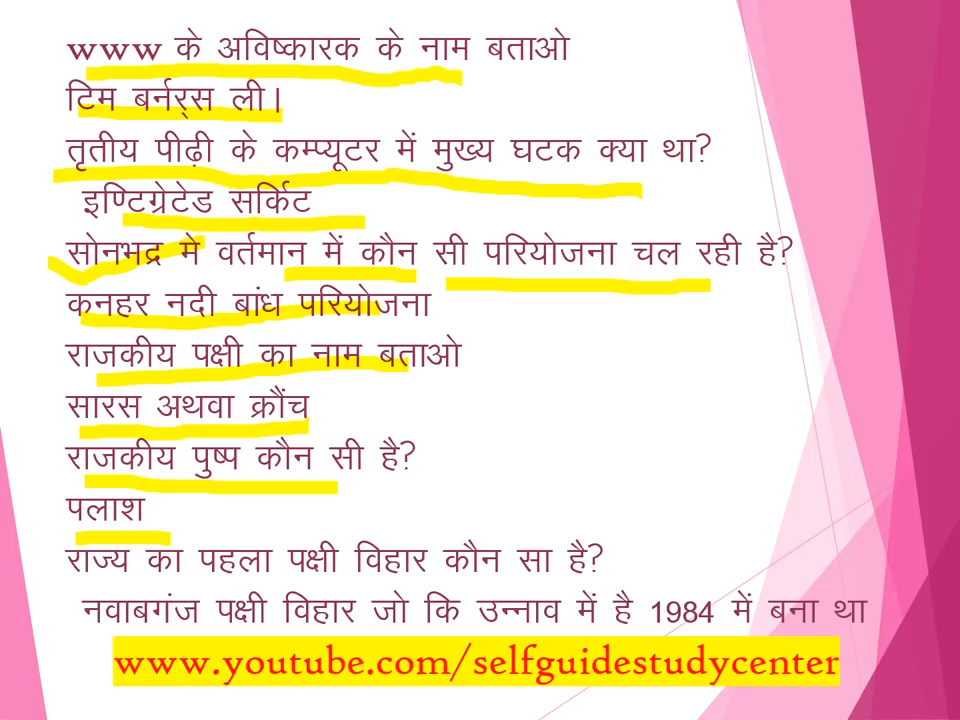 www के अविष्कारक के नाम बताओ
टिम बर्नर्स ली।
तृतीय पीढ़ी के कम्प्यूटर में मुख्य घटक क्या था?
इण्टिग्रेटेड सर्किट
सोनभद्र मे वर्तमान में कौन सी परियोजना चल रही है?
कनहर नदी बांध परियोजना
राजकीय पक्षी का नाम बताओ
सारस अथवा क्रौंच
राजकीय पुष्प कौन सी है?
पलाश
राज्य का पहला पक्षी विहार कौन सा है?
नवाबगंज पक्षी विहार जो कि उन्नाव में है 1984 में बना था
www.youtube.com/selfguidestudycenter